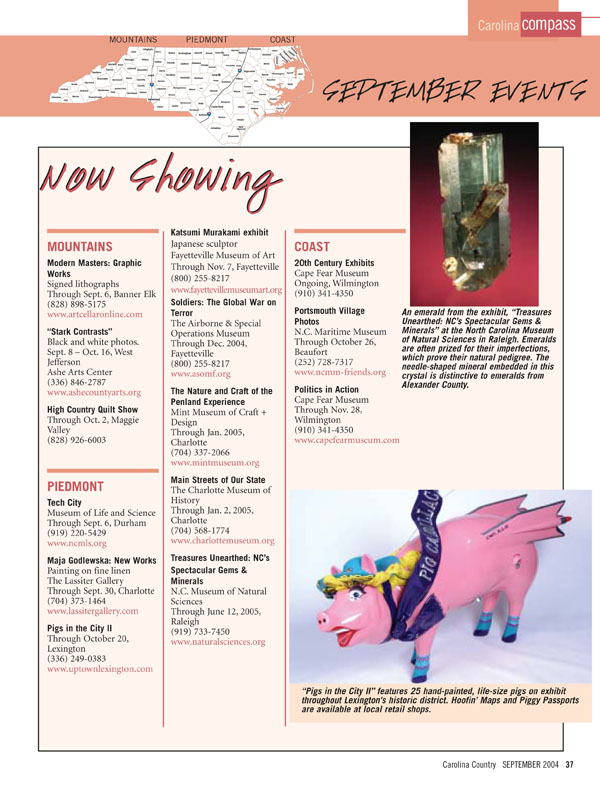 Carolina compass
MOUNTAINS PIEDMONT COAST
SEPTEMBER EVENTS
Now Showing
MOUNTAINS
Modern Masters: Graphic
Works
Signed lithographs
Through Sept. 6, Banner Elk
(828) 898-5175
www.artcellaronline.com
“Stark Contrasts”
Black and white photos.
Sept. 8 – Oct. 16, West
Jefferson
Ashe Arts Center
(336) 846-2787
www.ashecountyarts.org
High Country Quilt Show
Through Oct. 2, Maggie
Valley
(828) 926-6003
PIEDMONT
Tech City
Museum of Life and Science
Through Sept. 6, Durham
(919) 220-5429
www.ncmls.org
Maja Godlewska: New Works
Painting on fine linen
The Lassiter Gallery
Through Sept. 30, Charlotte
(704) 373-1464
www.lassitergallery.com
Pigs in the City II
Through October 20,
Lexington
(336) 249-0383
www.uptownlexington.com
Katsumi Murakami exhibit
Japanese sculptor
Fayetteville Museum of Art
Through Nov. 7, Fayetteville
(800) 255-8217
www.fayettevillemuseumart.org
Soldiers: The Global War on
Terror
The Airborne & Special
Operations Museum
Through Dec. 2004,
Fayetteville
(800) 255-8217
www.asomf.org
The Nature and Craft of the
Penland Experience
Mint Museum of Craft +
Design
Through Jan. 2005,
Charlotte
(704) 337-2066
www.mintmuseum.org
Main Streets of Our State
The Charlotte Museum of
History
Through Jan. 2, 2005,
Charlotte
(704) 568-1774
www.charlottemuseum.org
Treasures Unearthed: NC’s
Spectacular Gems &
Minerals
N.C. Museum of Natural
Sciences
Through June 12, 2005,
Raleigh
(919) 733-7450
www.naturalsciences.org
COAST
20th Century Exhibits
Cape Fear Museum
Ongoing, Wilmington
(910) 341-4350
Portsmouth Village
Photos
N.C. Maritime Museum
Through October 26,
Beaufort
(252) 728-7317
www.ncmm-friends.org
Politics in Action
Cape Fear Museum
Through Nov. 28,
Wilmington
(910) 341-4350
www.capefearmuseum.com
An emerald from the exhibit, “Treasures
Unearthed: NC’s Spectacular Gems &
Minerals” at the North Carolina Museum
of Natural Sciences in Raleigh. Emeralds
are often prized for their imperfections,
which prove their natural pedigree. The
needle-shaped mineral embedded in this
crystal is distinctive to emeralds from
Alexander County.
PIG CADILLAC
“Pigs in the City II” features 25 hand-painted, life-size pigs on exhibit
throughout Lexington’s historic district. Hoofin’ Maps and Piggy Passports
are available at local retail shops.
Carolina Country SEPTEMBER 2004 37